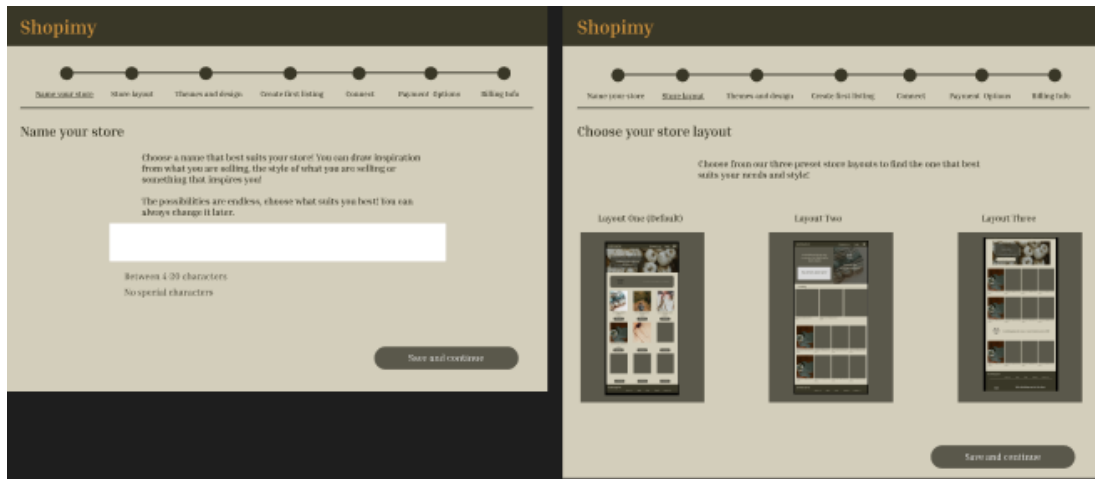 Shopimy
Name your store
Store layout
Themes and design
Create first listing
Connect
Payment Options
Billing Info
Name your store
Choose a name that best suits your store! You can draw inspiration
from what you are selling, the style of what you are selling or
something that inspires you!
The possibilities are endless, choose what suits you best! You can
always change it later.
Between 4-20 characters
No special characters
Save and continue
Shopimy
Name your store
Store layout
Themes and design
Create first listing
Connect
Payment Options
Billing Info
Choose your store layout
Choose from our three preset store layouts to find the one that best
suits your needs and style!
Layout One (Default)
Layout Two
Layout Three
Save and continue